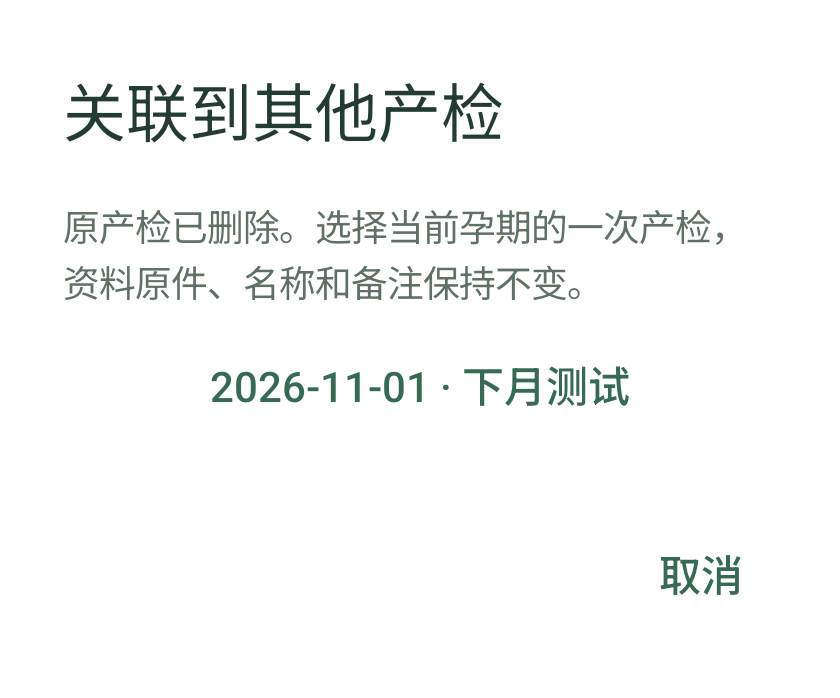 关联到其他产检
原产检已删除。选择当前孕期的一次产检，
资料原件、名称和备注保持不变。
2026-11-01 · 下月测试
取消